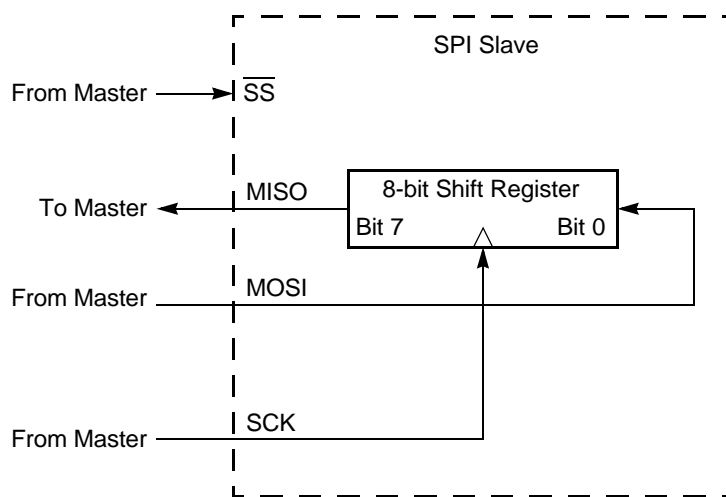 SPI Slave
From Master
S̅S̅
To Master
MISO
8-bit Shift Register
Bit 7
Bit 0
From Master
MOSI
From Master
SCK